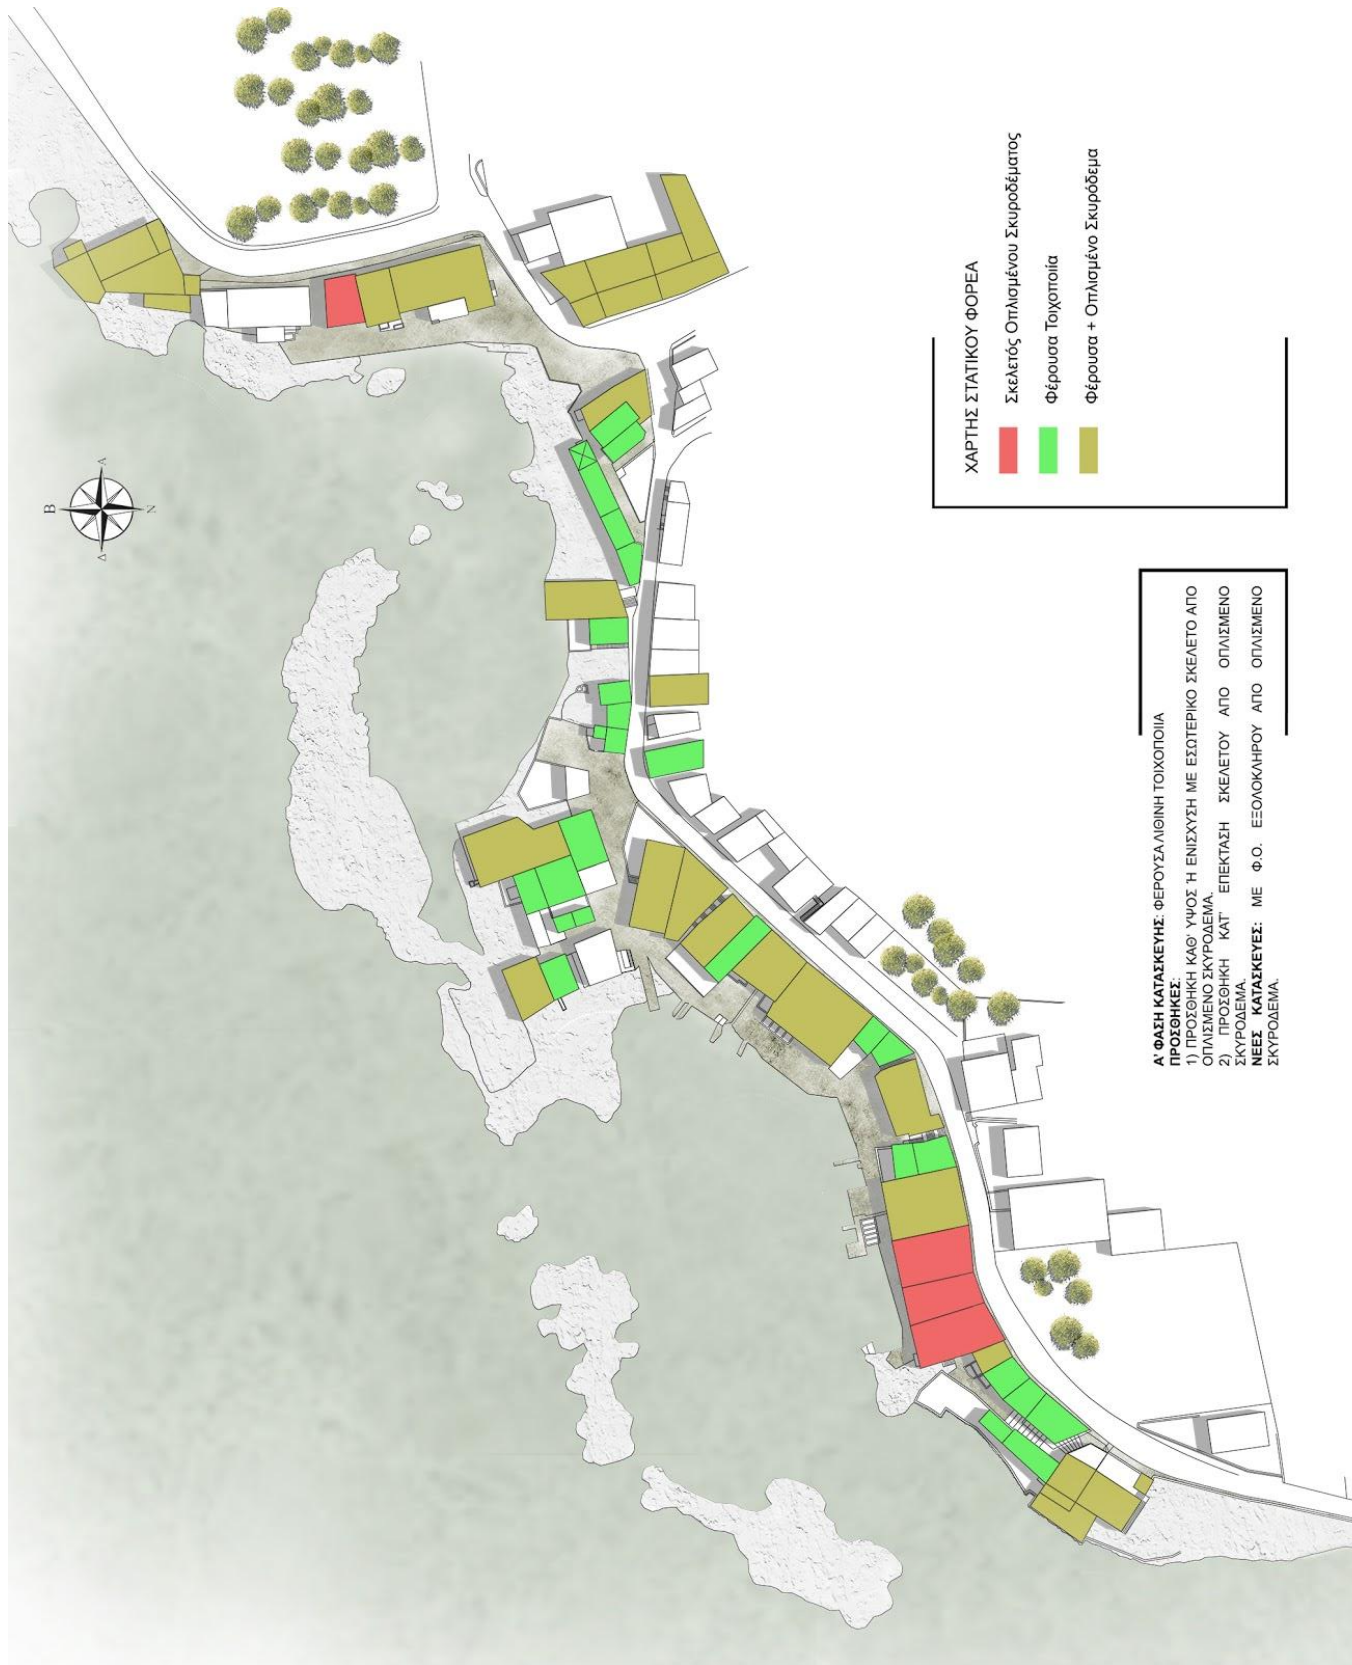 Β
Α
Ν
Δ
ΧΑΡΤΗΣ ΣΤΑΤΙΚΟΥ ΦΟΡΕΑ
Σκελετός Οπλισμένου Σκυροδέματος
Φέρουσα Τοιχοποιία
Φέρουσα + Οπλισμένο Σκυρόδεμα
Α' ΦΑΣΗ ΚΑΤΑΣΚΕΥΗΣ: ΦΕΡΟΥΣΑ ΛΙΘΙΝΗ ΤΟΙΧΟΠΟΙΙΑ
ΠΡΟΣΘΗΚΕΣ:
1) ΠΡΟΣΘΗΚΗ ΚΑΘ' ΥΨΟΣ Ή ΕΝΙΣΧΥΣΗ ΜΕ ΕΣΩΤΕΡΙΚΟ ΣΚΕΛΕΤΟ ΑΠΟ
ΟΠΛΙΣΜΕΝΟ ΣΚΥΡΟΔΕΜΑ.
2) ΠΡΟΣΘΗΚΗ ΚΑΤ' ΕΠΕΚΤΑΣΗ ΣΚΕΛΕΤΟΥ ΑΠΟ ΟΠΛΙΣΜΕΝΟ
ΣΚΥΡΟΔΕΜΑ.
ΝΕΕΣ ΚΑΤΑΣΚΕΥΕΣ: ΜΕ Φ.Ο. ΕΞΟΛΟΚΛΗΡΟΥ ΑΠΟ ΟΠΛΙΣΜΕΝΟ
ΣΚΥΡΟΔΕΜΑ.